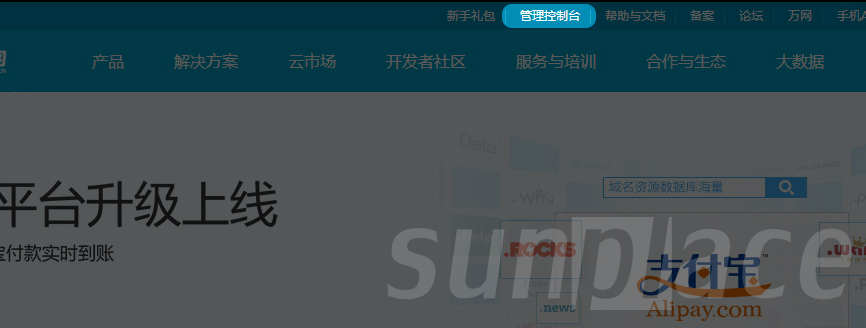 新手礼包 管理控制台 帮助与文档 备案 论坛 万网 手机
产品 解决方案 云市场 开发者社区 服务与培训 合作与生态 大数据
.Date
平台升级上线
域名资源数据库海量
付款实时到账
sunplace
.ROCKS
支付宝™
Alipay.com
.news